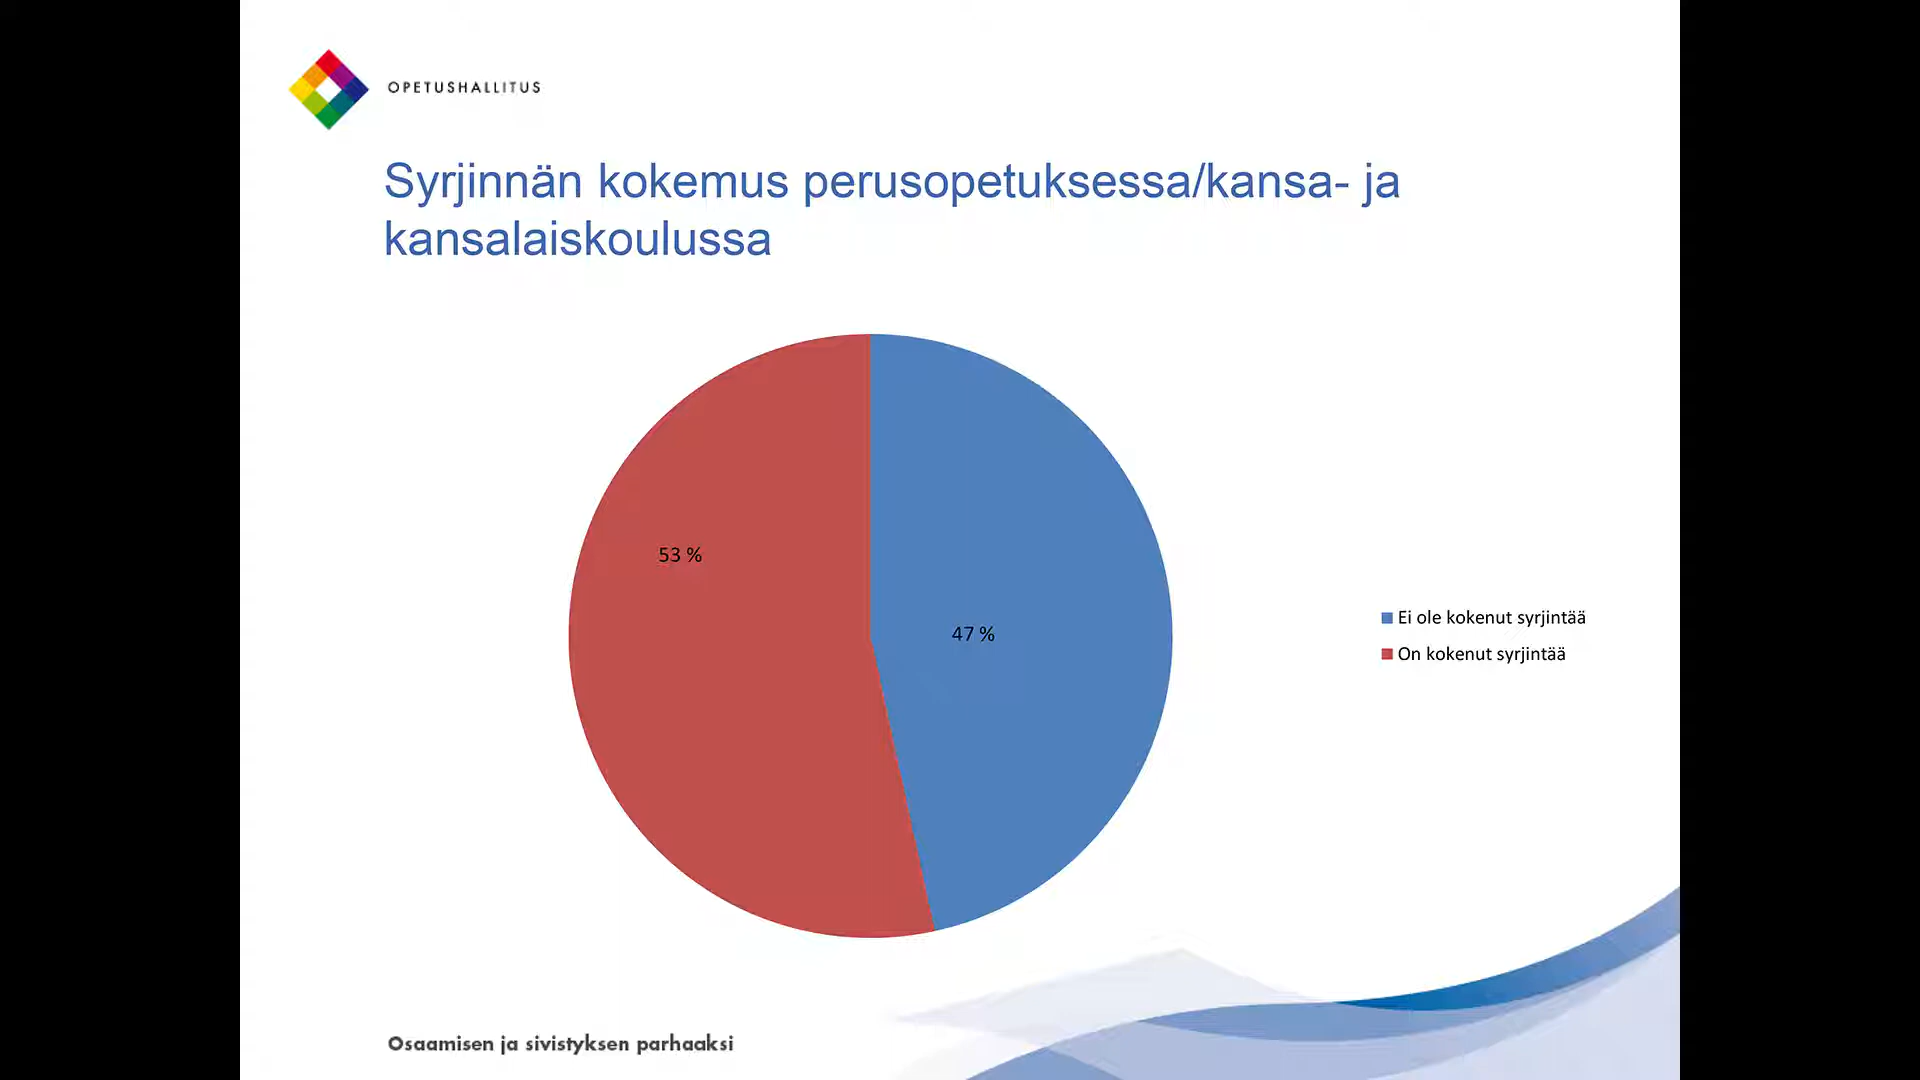 OPETUSHALLITUS
Syrjinnän kokemus perusopetuksessa/kansa- ja
kansalaiskoulussa
53 %
47 %
Ei ole kokenut syrjintää
On kokenut syrjintää
Osaamisen ja sivistyksen parhaaksi